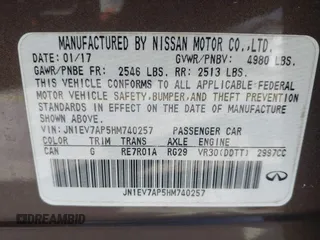 MANUFACTURED BY NISSAN MOTOR CO.,LTD.
DATE: 01/17 GVWR/PNBV: 4980 LBS.
GAWR/PNBE FR: 2546 LBS. RR: 2513 LBS.
THIS VEHICLE CONFORMS TO ALL APPLICABLE FEDERAL
MOTOR VEHICLE SAFETY, BUMPER, AND THEFT
PREVENTION STANDARDS IN EFFECT ON THE DATE OF
MANUFACTURE SHOWN ABOVE.
VIN: JN1EV7AP5HM740257 PASSENGER CAR
COLOR TRIM TRANS AXLE ENGINE
CAN G RE7R01A RG29 VR30(DDTT) 2997CC
JN1EV7AP5HM740257
INFINITI
© DREAMBID